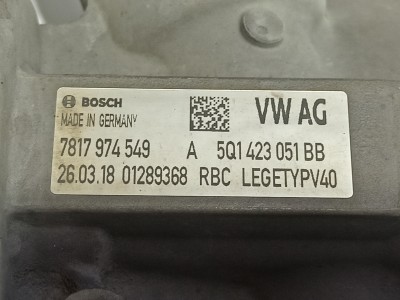 BOSCH VW AG
MADE IN GERMANY
7817 974 549 A 5Q1 423 051 BB
26.03.18 01289368 RBC LEGETYPV40